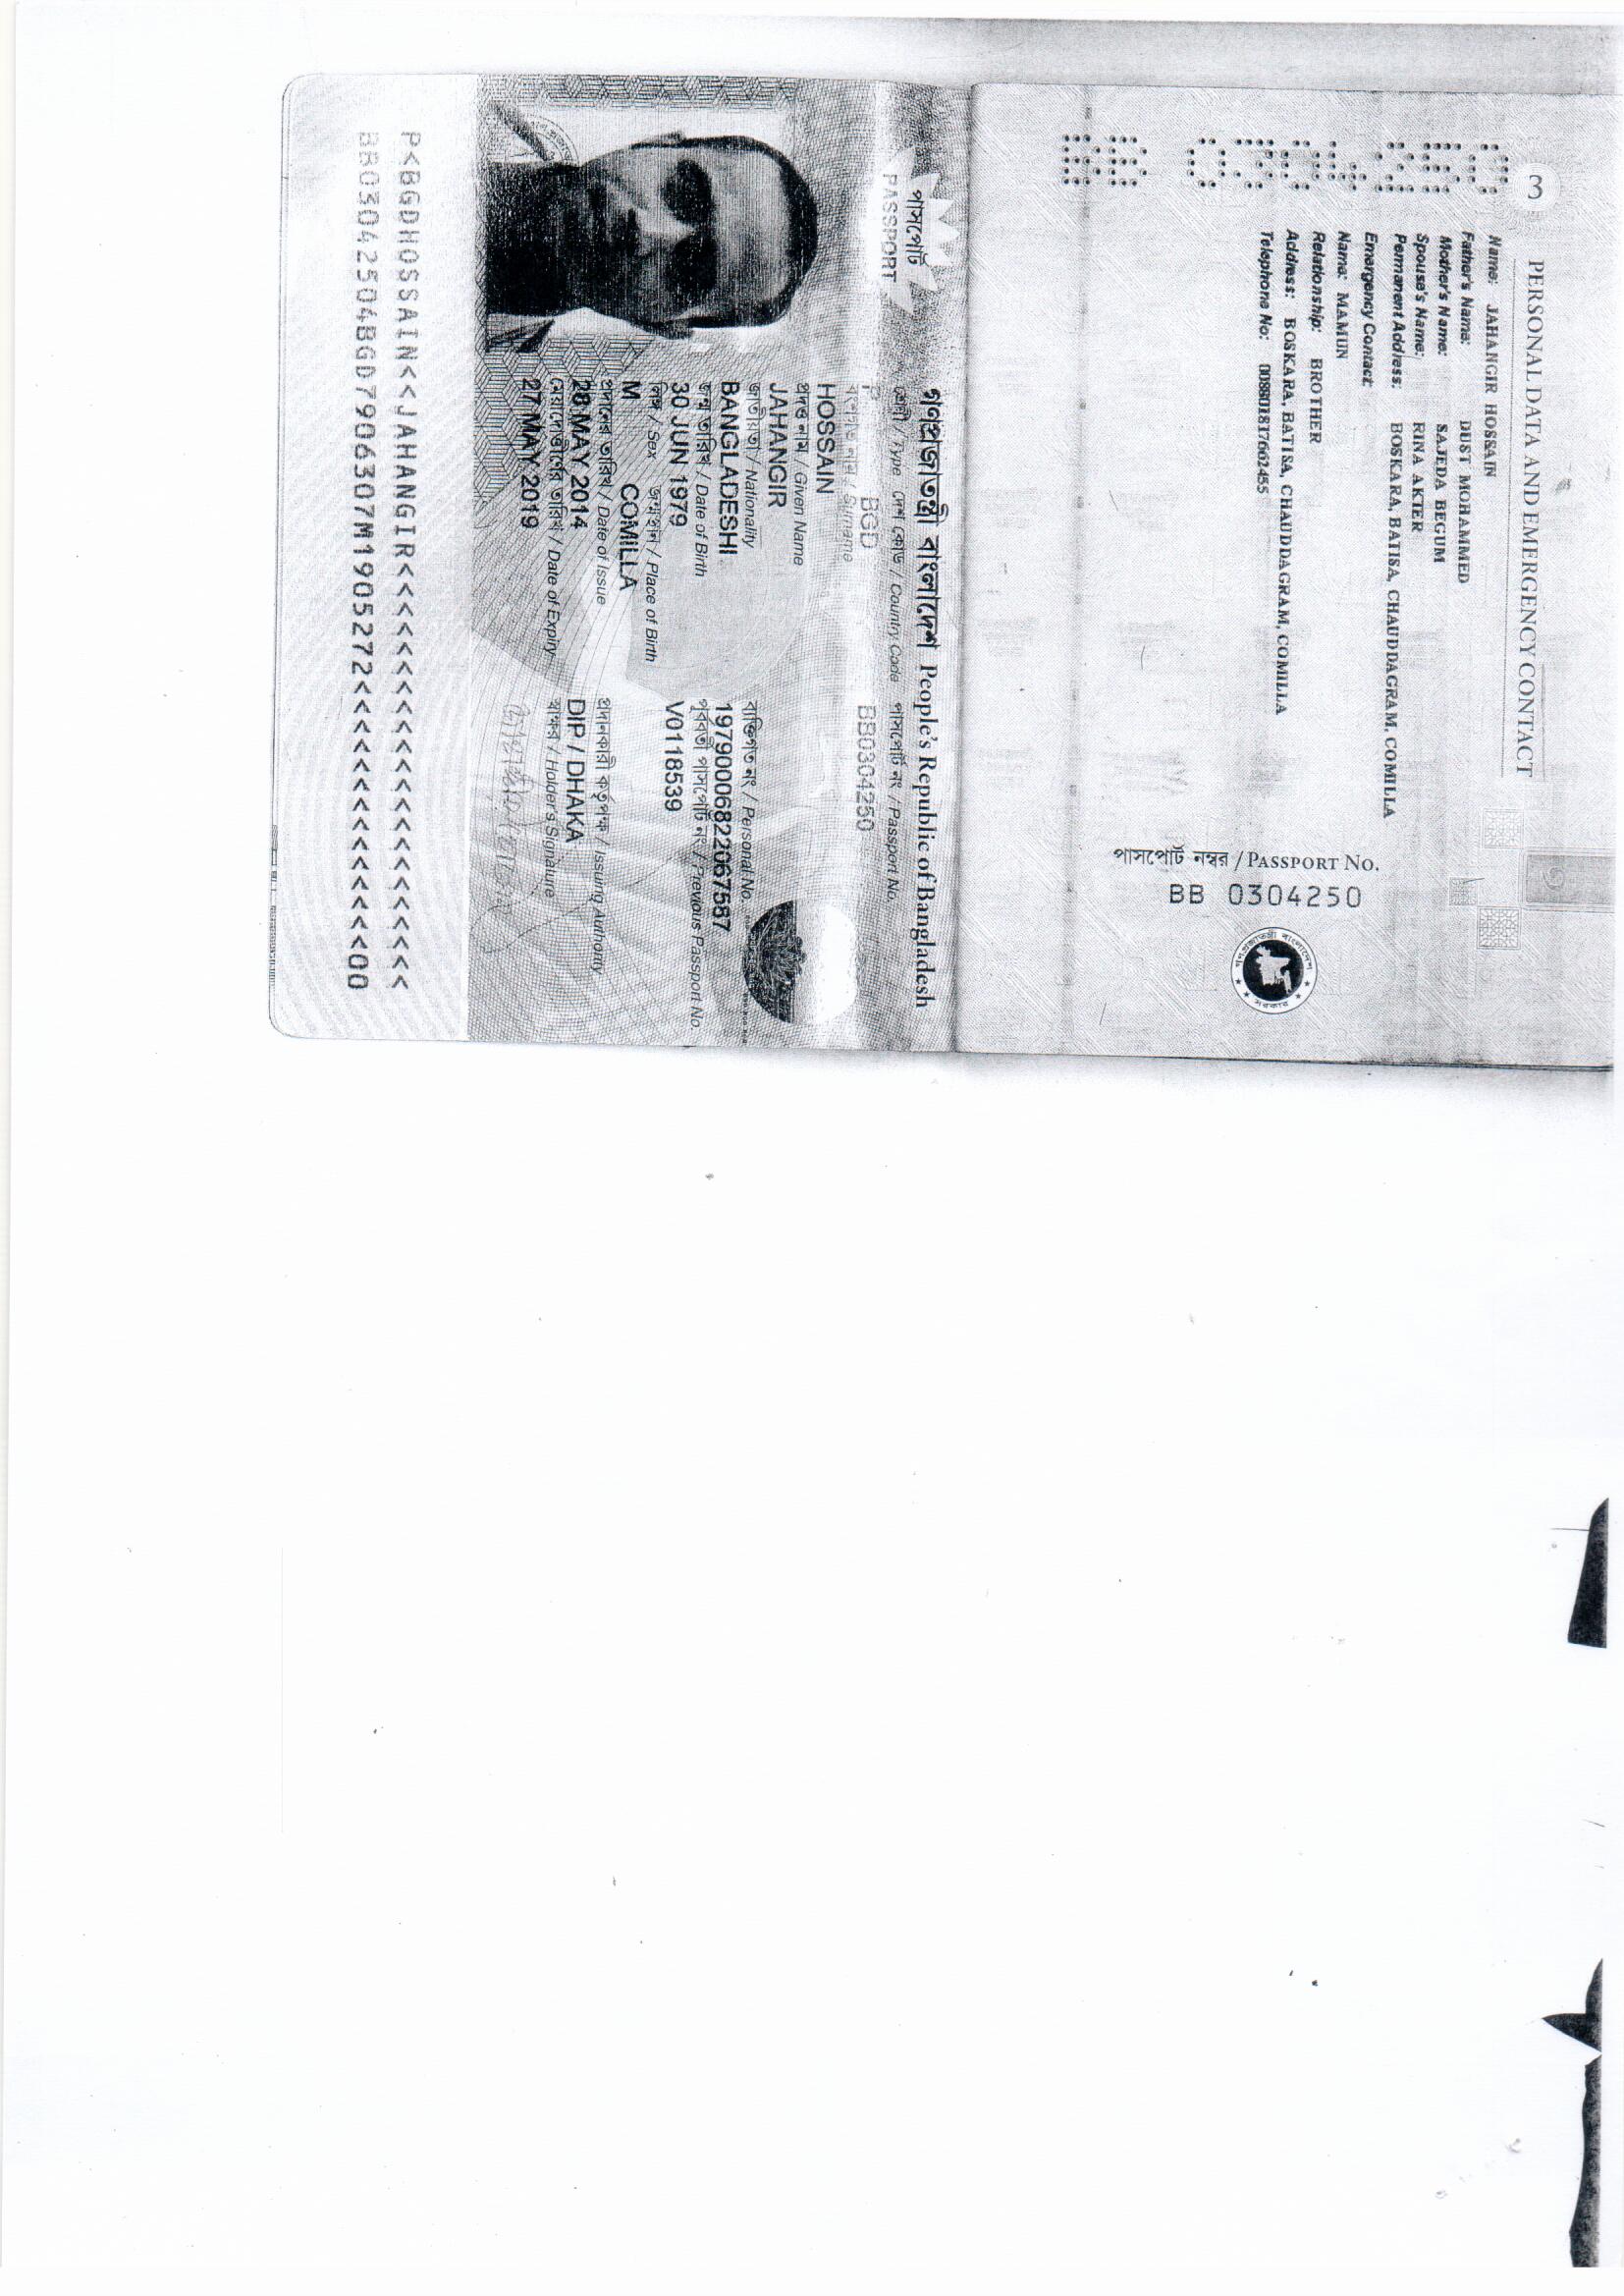 3
PERSONAL DATA AND EMERGENCY CONTACT
Name: JAHANGIR HOSSAIN
Father's Name: DUST MOHAMMED
Mother's Name: SAJEDA BEGUM
Spouse's Name: RINA AKTER
Permanent Address: BOSKARA, BATISA, CHAUDDAGRAM, COMILLA
Emergency Contact:
Name: MAMUN
Relationship: BROTHER
Address: BOSKARA, BATISA, CHAUDDAGRAM, COMILLA
Telephone No: 008801817662455
BB 0304250
পাসপোর্ট নম্বর / PASSPORT No.
BB 0304250
গণপ্রজাতন্ত্রী বাংলাদেশ
সরকার
গণপ্রজাতন্ত্রী বাংলাদেশ People's Republic of Bangladesh
পাসপোর্ট
PASSPORT
শ্রেণী / Type দেশ কোড / Country Code পাসপোর্ট নং / Passport No.
P BGD BB0304250
বংশগত নাম / Surname
HOSSAIN
প্রদত্ত নাম / Given Name
JAHANGIR
জাতীয়তা / Nationality ব্যক্তিগত নং / Personal No.
BANGLADESHI 19790006822067587
জন্ম তারিখ / Date of Birth পূর্ববর্তী পাসপোর্ট নং / Previous Passport No.
30 JUN 1979 V0118539
লিঙ্গ / Sex জন্মস্থান / Place of Birth
M COMILLA
প্রদানের তারিখ / Date of Issue প্রদানকারী কর্তৃপক্ষ / Issuing Authority
28 MAY 2014 DIP / DHAKA
মেয়াদোত্তীর্ণের তারিখ / Date of Expiry স্বাক্ষর / Holder's Signature
27 MAY 2019
P<BGDHOSSAIN<<JAHANGIR<<<<<<<<<<<<<<<<<<<<<<
BB03042504BGD7906307M1905272<<<<<<<<<<<<<<00